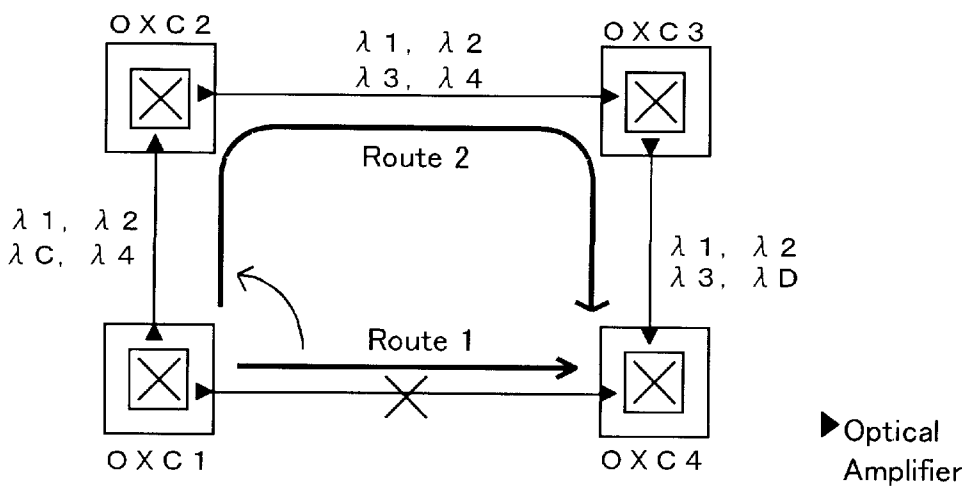 OXC2
OXC3
λ1, λ2
λ3, λ4
Route 2
λ1, λ2
λC, λ4
λ1, λ2
λ3, λD
Route 1
OXC1
OXC4
Optical
Amplifier